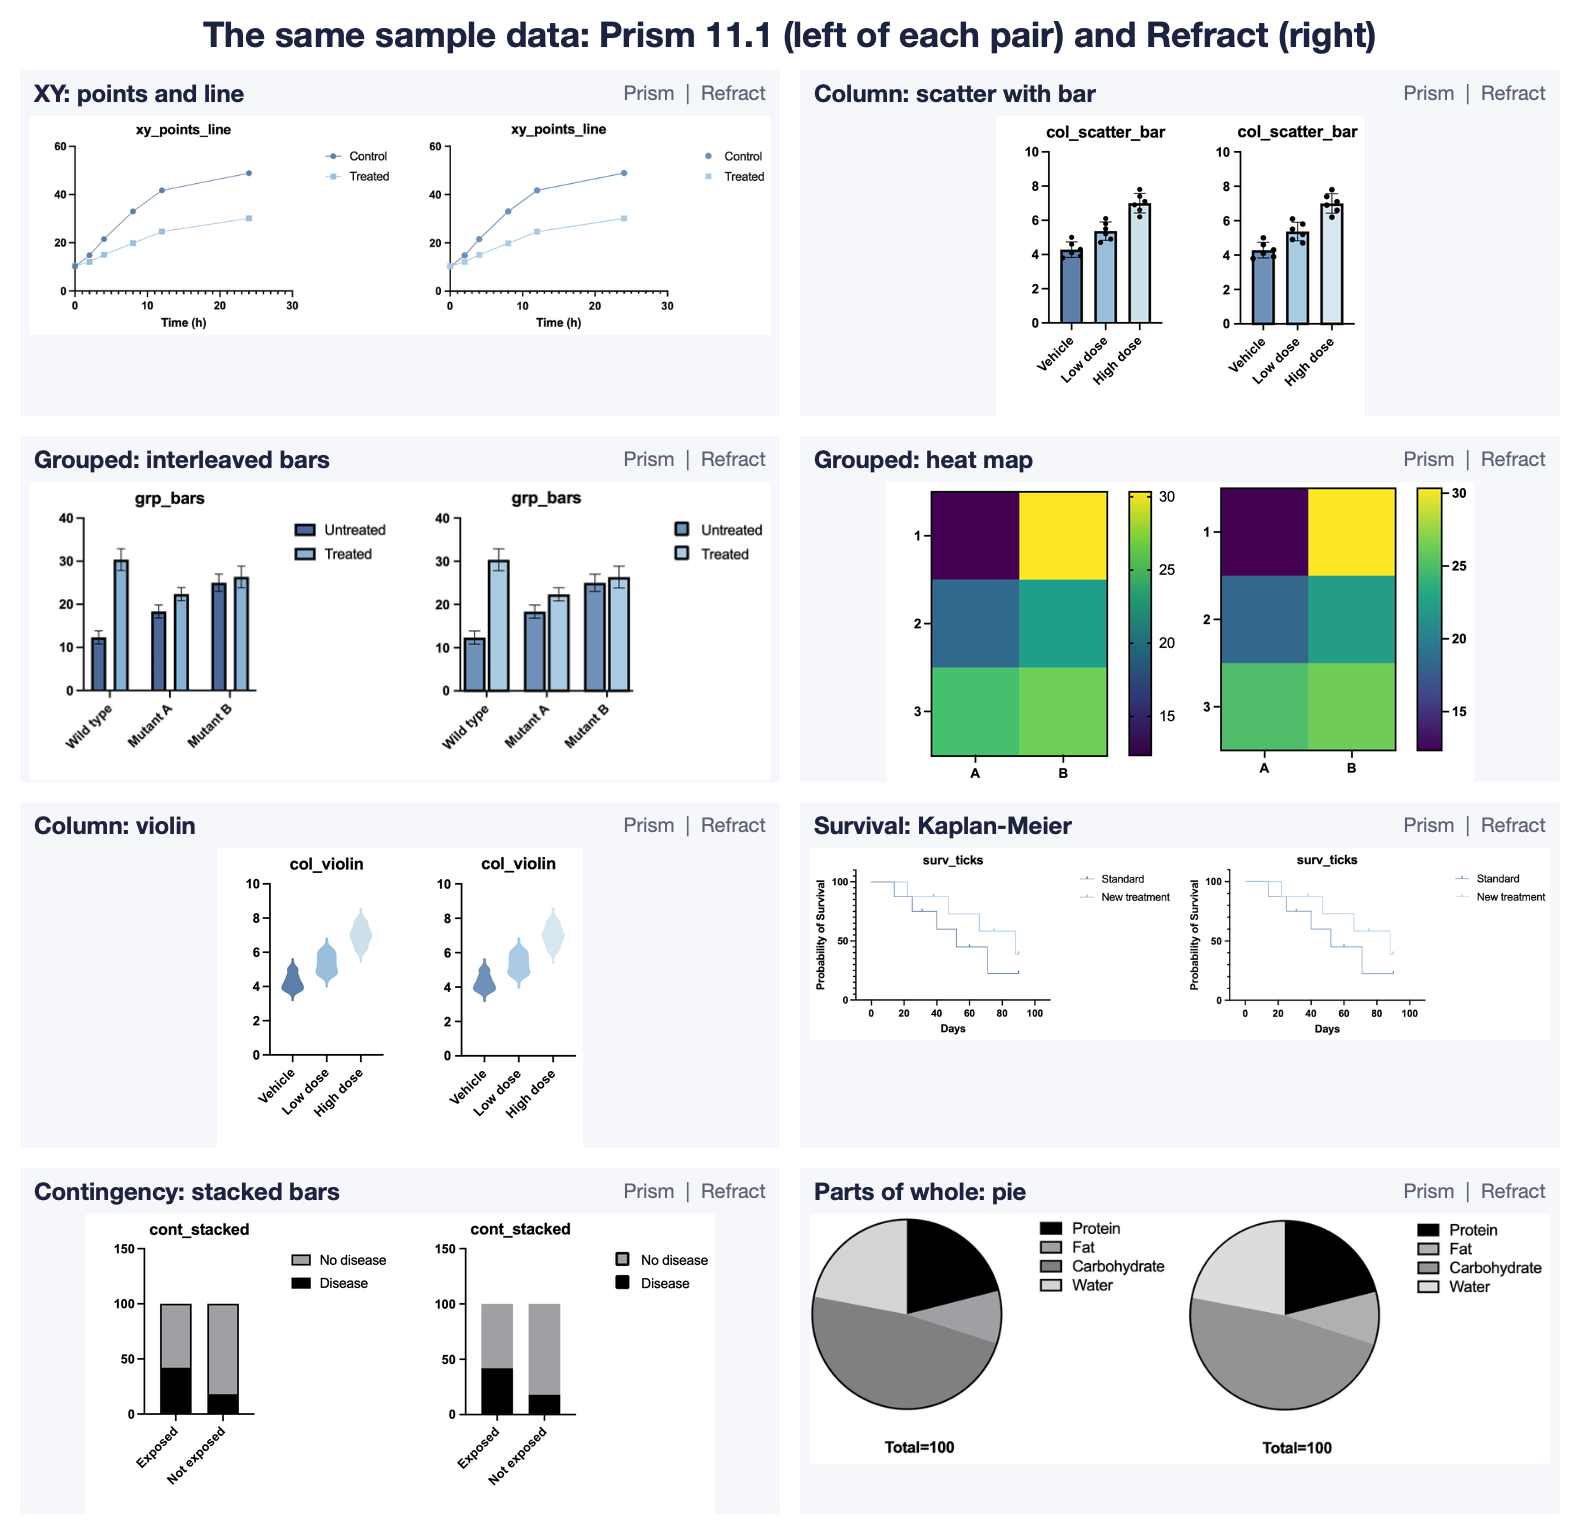 The same sample data: Prism 11.1 (left of each pair) and Refract (right)
XY: points and line
Prism | Refract
xy_points_line
60
40
20
0
0
10
20
30
Time (h)
Control
Treated
xy_points_line
60
40
20
0
0
10
20
30
Time (h)
Control
Treated
Column: scatter with bar
Prism | Refract
col_scatter_bar
10
8
6
4
2
0
Vehicle
Low dose
High dose
col_scatter_bar
10
8
6
4
2
0
Vehicle
Low dose
High dose
Grouped: interleaved bars
Prism | Refract
grp_bars
40
30
20
10
0
Wild type
Mutant A
Mutant B
Untreated
Treated
grp_bars
40
30
20
10
0
Wild type
Mutant A
Mutant B
Untreated
Treated
Grouped: heat map
Prism | Refract
1
2
3
A
B
30
25
20
15
1
2
3
A
B
30
25
20
15
Column: violin
Prism | Refract
col_violin
10
8
6
4
2
0
Vehicle
Low dose
High dose
col_violin
10
8
6
4
2
0
Vehicle
Low dose
High dose
Survival: Kaplan-Meier
Prism | Refract
surv_ticks
Probability of Survival
100
50
0
0
20
40
60
80
100
Days
Standard
New treatment
surv_ticks
Probability of Survival
100
50
0
0
20
40
60
80
100
Days
Standard
New treatment
Contingency: stacked bars
Prism | Refract
cont_stacked
150
100
50
0
Exposed
Not exposed
No disease
Disease
cont_stacked
150
100
50
0
Exposed
Not exposed
No disease
Disease
Parts of whole: pie
Prism | Refract
Protein
Fat
Carbohydrate
Water
Total=100
Protein
Fat
Carbohydrate
Water
Total=100